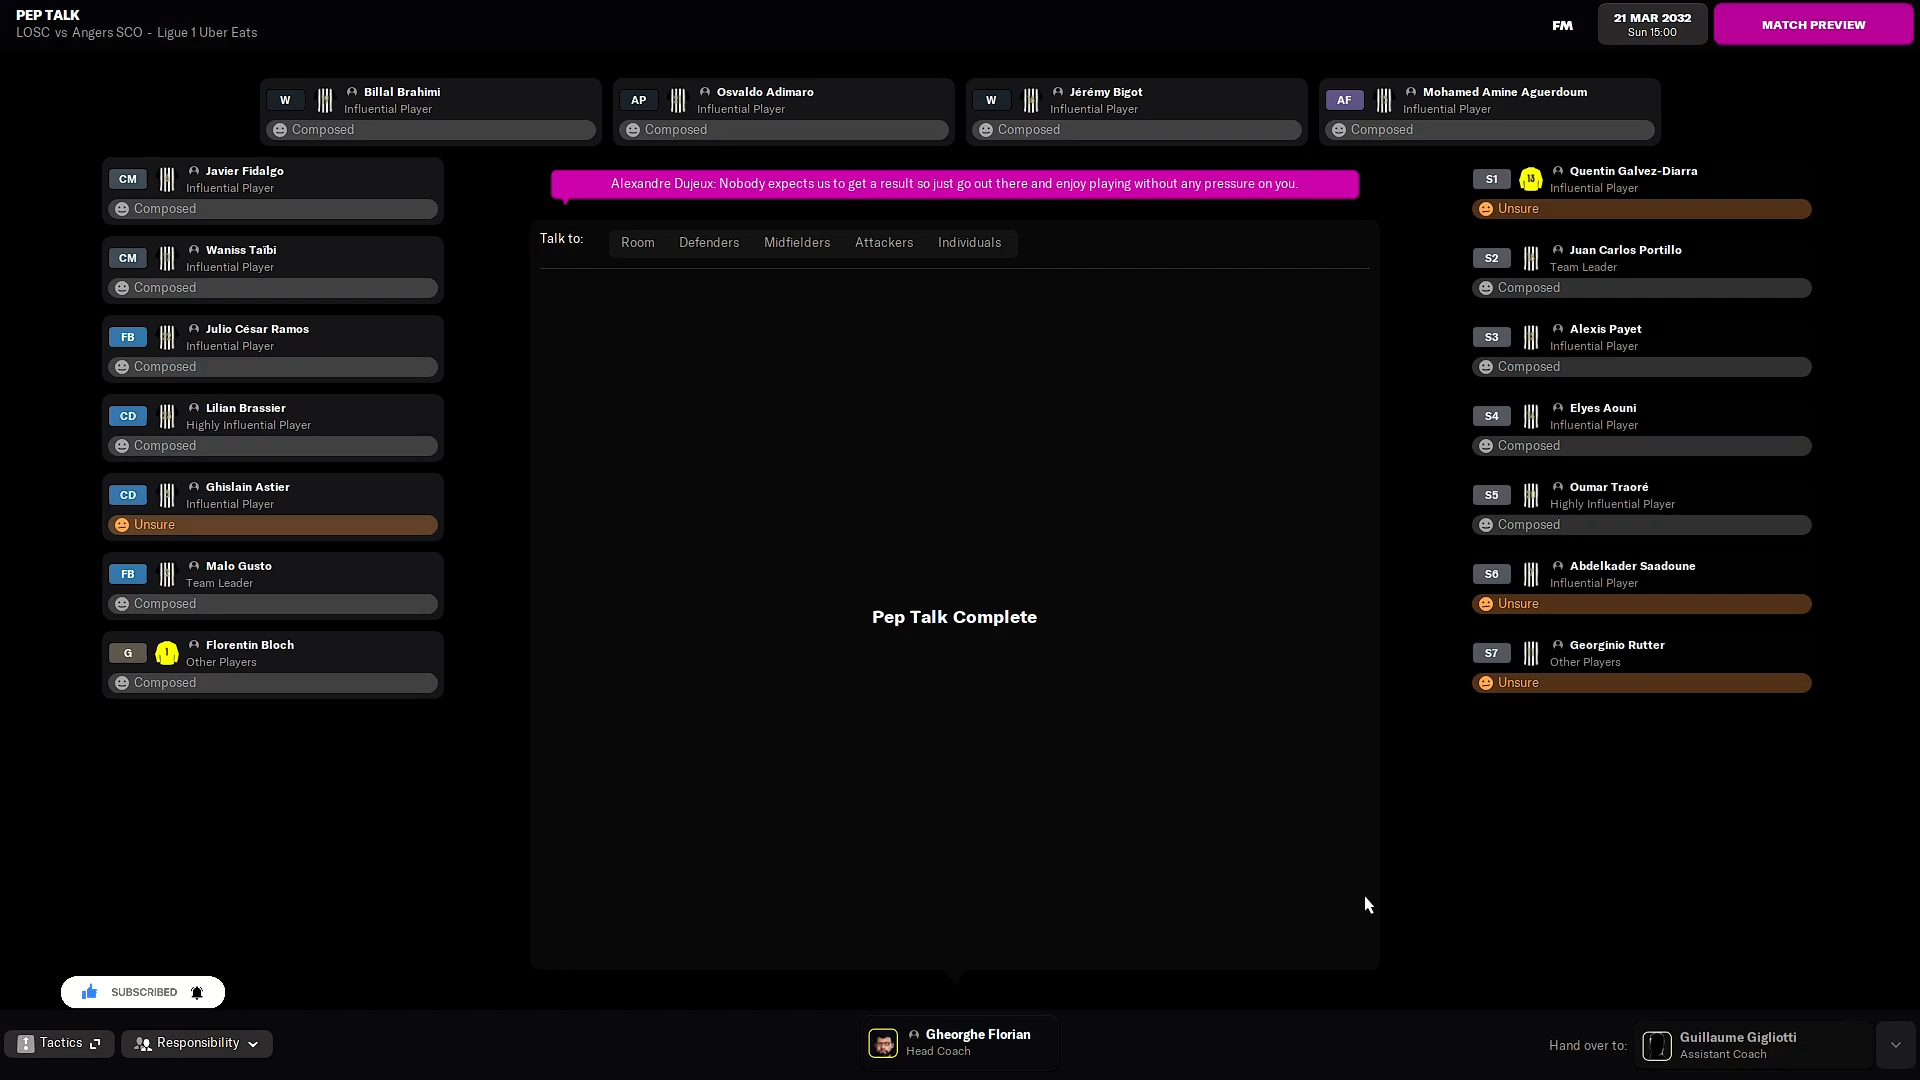 PEP TALK
LOSC vs Angers SCO - Ligue 1 Uber Eats
FM
21 MAR 2032
Sun 15:00
MATCH PREVIEW
W
Billal Brahimi
Influential Player
Composed
AP
Osvaldo Adimaro
Influential Player
Composed
W
Jérémy Bigot
Influential Player
Composed
AF
Mohamed Amine Aguerdoum
Influential Player
Composed
CM
Javier Fidalgo
Influential Player
Composed
CM
Waniss Taïbi
Influential Player
Composed
FB
Julio César Ramos
Influential Player
Composed
CD
Lilian Brassier
Highly Influential Player
Composed
CD
Ghislain Astier
Influential Player
Unsure
FB
Malo Gusto
Team Leader
Composed
G
1
Florentin Bloch
Other Players
Composed
Alexandre Dujeux: Nobody expects us to get a result so just go out there and enjoy playing without any pressure on you.
Talk to:
Room
Defenders
Midfielders
Attackers
Individuals
Pep Talk Complete
S1
13
Quentin Galvez-Diarra
Influential Player
Unsure
S2
Juan Carlos Portillo
Team Leader
Composed
S3
Alexis Payet
Influential Player
Composed
S4
Elyes Aouni
Influential Player
Composed
S5
Oumar Traoré
Highly Influential Player
Composed
S6
Abdelkader Saadoune
Influential Player
Unsure
S7
Georginio Rutter
Other Players
Unsure
SUBSCRIBED
Tactics
Responsibility
Gheorghe Florian
Head Coach
Hand over to:
Guillaume Gigliotti
Assistant Coach